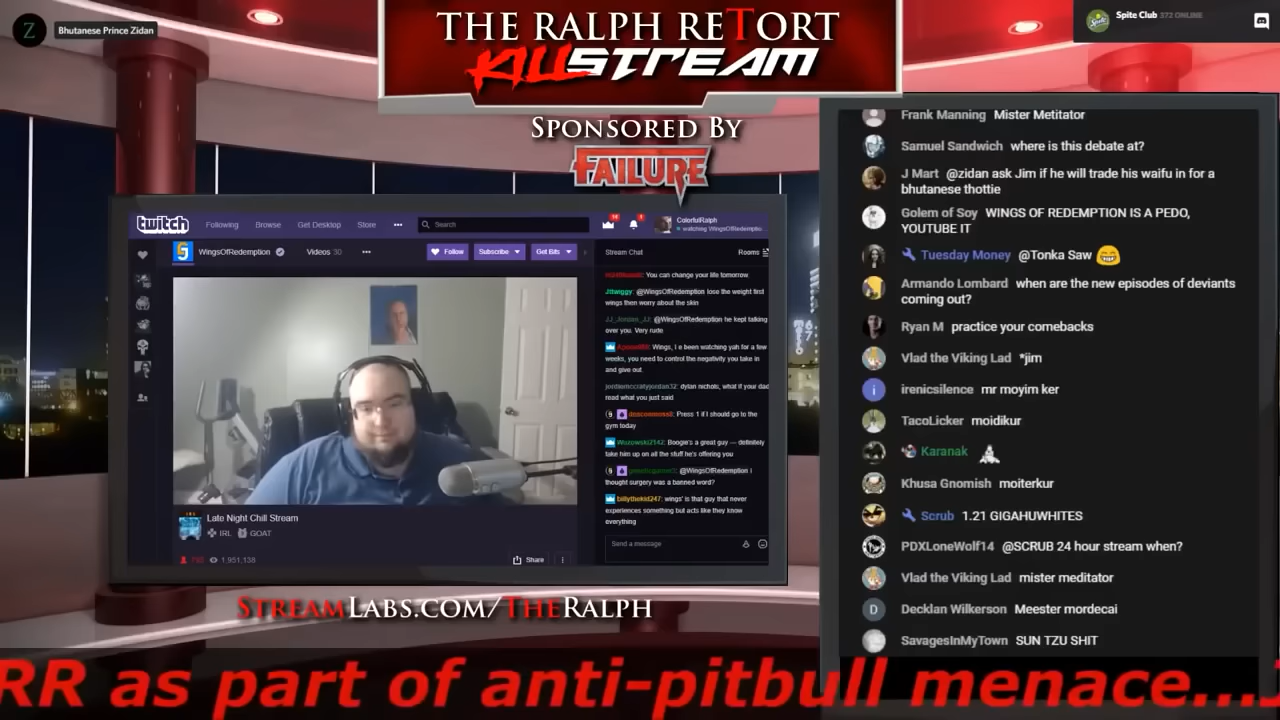 Z
Bhutanese Prince Zidan
THE RALPH RETORT
KILLSTREAM
SPONSORED BY
FAILURE
Spite Club 372 ONLINE
twitch
Following
Browse
Get Desktop
Store
Search
ColorfulRalph
watching WingsOfRedemptio...
WingsOfRedemption
Videos 30
Follow
Subscribe
Get Bits
Stream Chat
Rooms
You can change your life tomorrow.
Jttwiggy: @WingsOfRedemption lose the weight first
wings then worry about the skin
@WingsOfRedemption he kept talking
over you. Very rude
Wings, I e been watching yah for a few
weeks, you need to control the negativity you take in
and give out.
dylan nichols, what if your dad
read what you just said
Press 1 if I should go to the
gym today
Boogie's a great guy — definitely
take him up on all the stuff he's offering you
@WingsOfRedemption I
thought surgery was a banned word?
billythekid247: wings' is that guy that never
experiences something but acts like they know
everything
Send a message
Late Night Chill Stream
IRL
GOAT
1,951,138
Share
STREAMLABS.COM/THERALPH
Frank Manning Mister Metitator
Samuel Sandwich where is this debate at?
J Mart @zidan ask Jim if he will trade his waifu in for a
bhutanese thottie
Golem of Soy WINGS OF REDEMPTION IS A PEDO,
YOUTUBE IT
Tuesday Money @Tonka Saw
Armando Lombard when are the new episodes of deviants
coming out?
Ryan M practice your comebacks
Vlad the Viking Lad *jim
i
irenicsilence mr moyim ker
TacoLicker moidikur
Karanak
Khusa Gnomish moiterkur
Scrub 1.21 GIGAHUWHITES
PDXLoneWolf14 @SCRUB 24 hour stream when?
Vlad the Viking Lad mister meditator
D
Decklan Wilkerson Meester mordecai
SavagesInMyTown SUN TZU SHIT
RR as part of anti-pitbull menace...